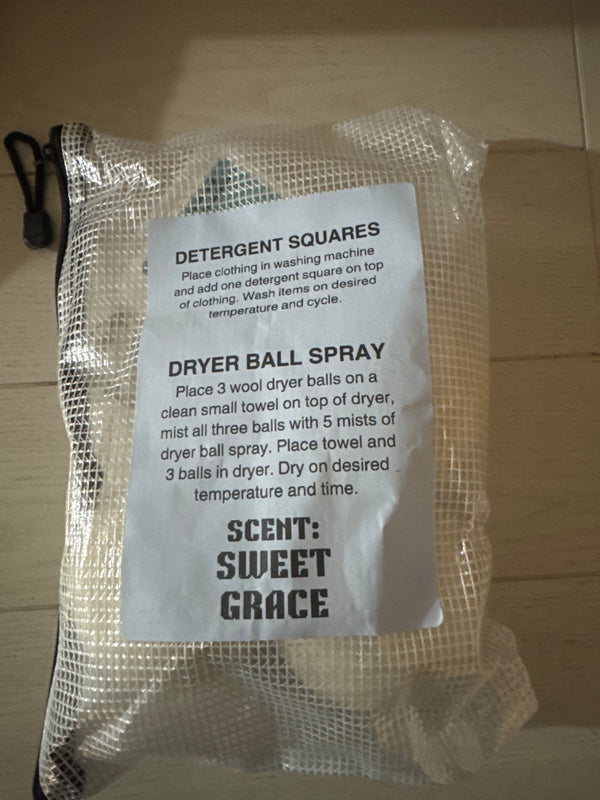 DETERGENT SQUARES
Place clothing in washing machine
and add one detergent square on top
of clothing. Wash items on desired
temperature and cycle.
DRYER BALL SPRAY
Place 3 wool dryer balls on a
clean small towel on top of dryer,
mist all three balls with 5 mists of
dryer ball spray. Place towel and
3 balls in dryer. Dry on desired
temperature and time.
SCENT:
SWEET
GRACE